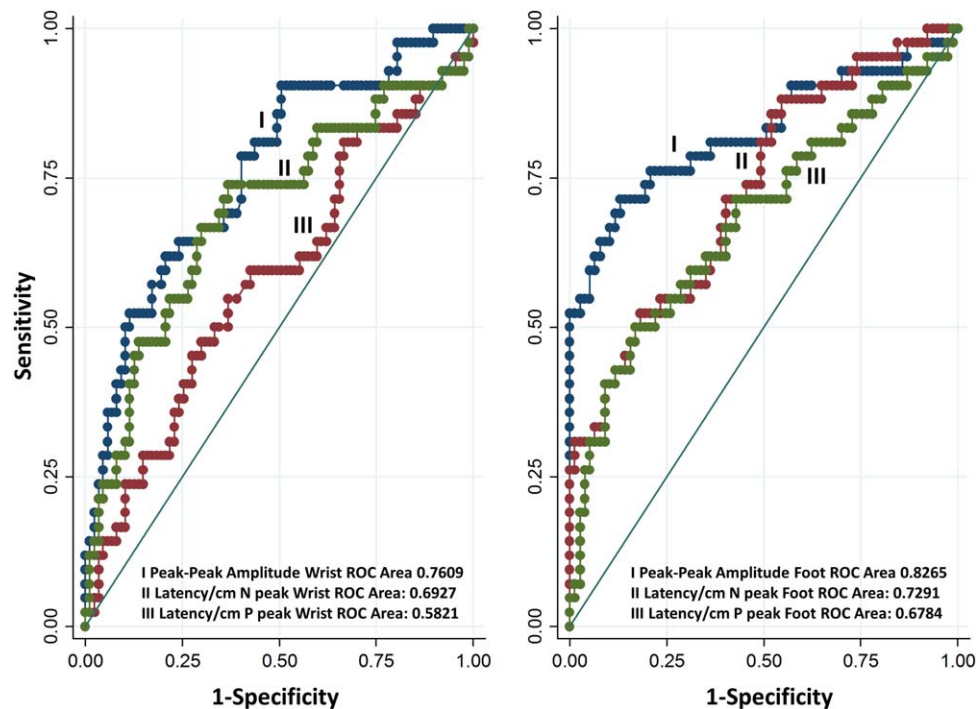 Sensitivity
1.00
0.75
0.50
0.25
0.00
I
II
III
I Peak-Peak Amplitude Wrist ROC Area 0.7609
II Latency/cm N peak Wrist ROC Area: 0.6927
III Latency/cm P peak Wrist ROC Area: 0.5821
0.00 0.25 0.50 0.75 1.00
1-Specificity
1.00
0.75
0.50
0.25
0.00
I
II
III
I Peak-Peak Amplitude Foot ROC Area 0.8265
II Latency/cm N peak Foot ROC Area: 0.7291
III Latency/cm P peak Foot ROC Area: 0.6784
0.00 0.25 0.50 0.75 1.00
1-Specificity